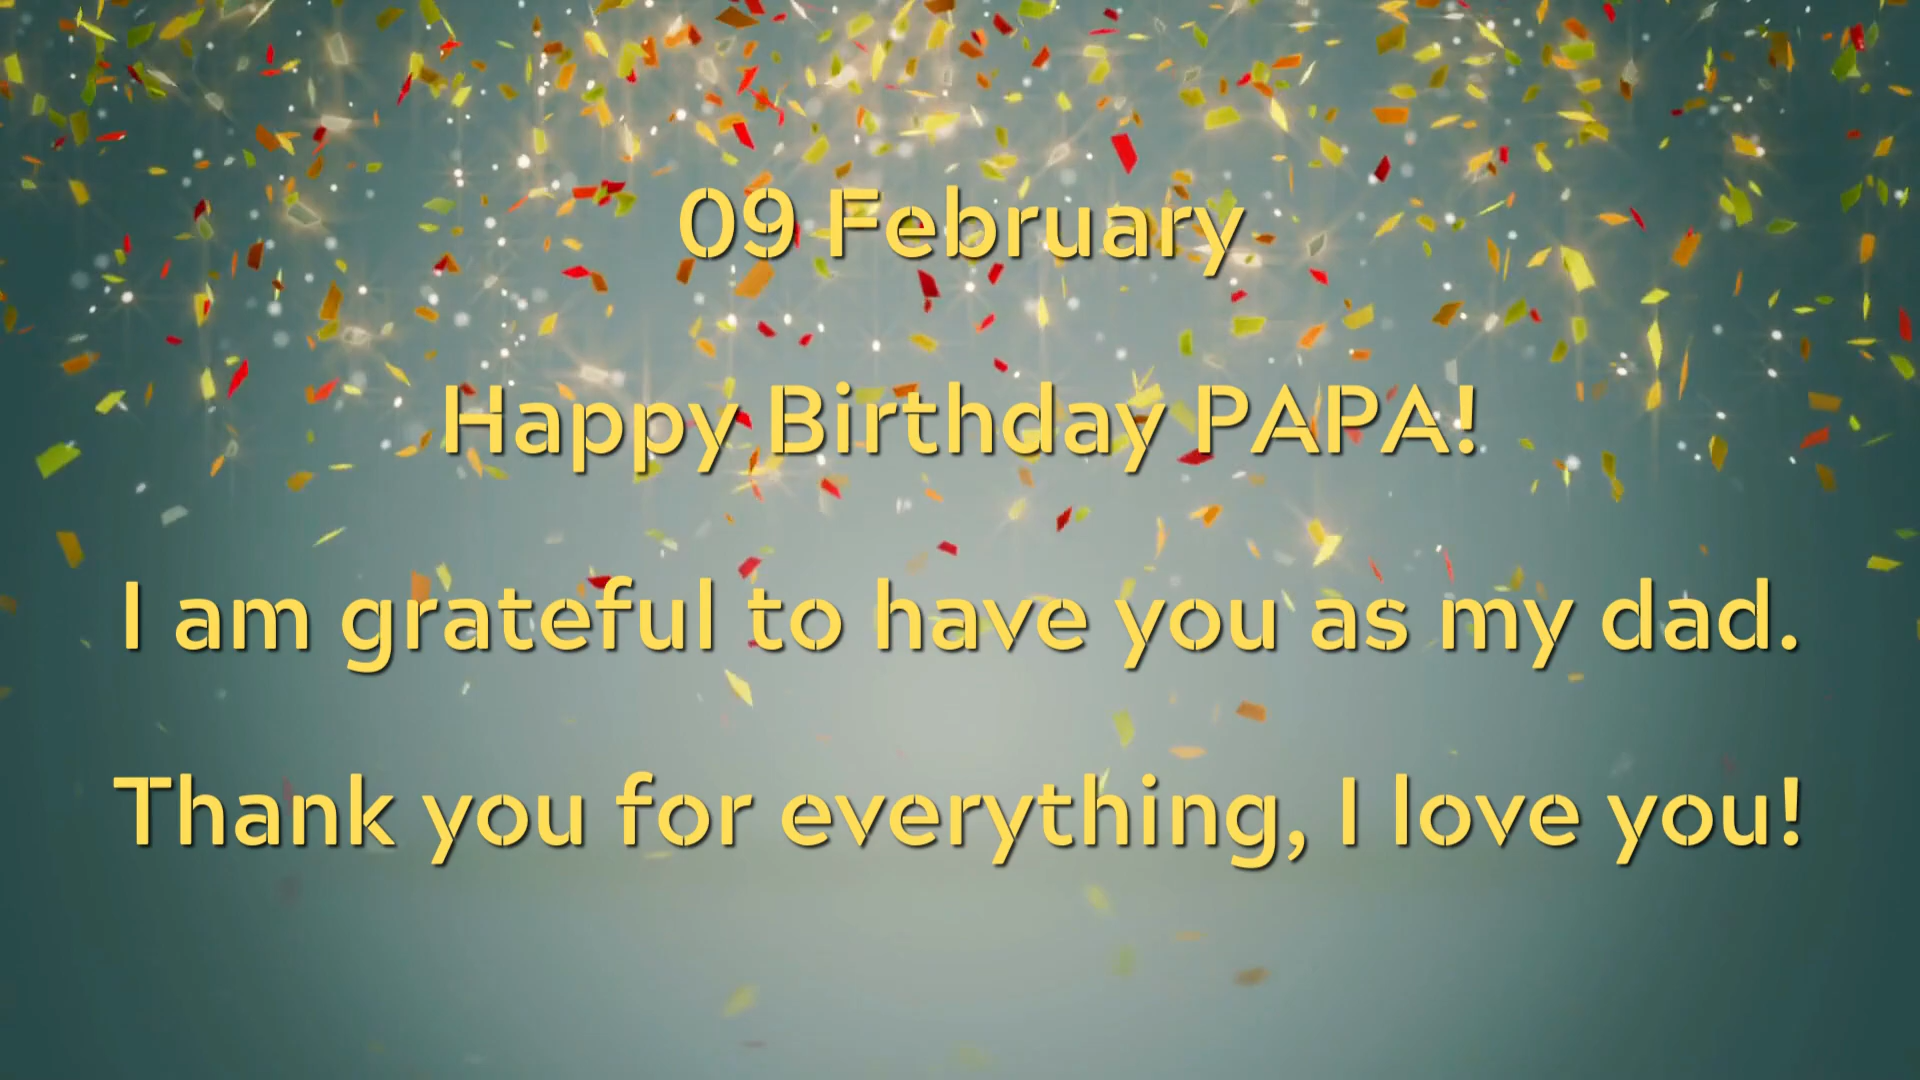 09 February
Happy Birthday PAPA!
I am grateful to have you as my dad.
Thank you for everything, I love you!